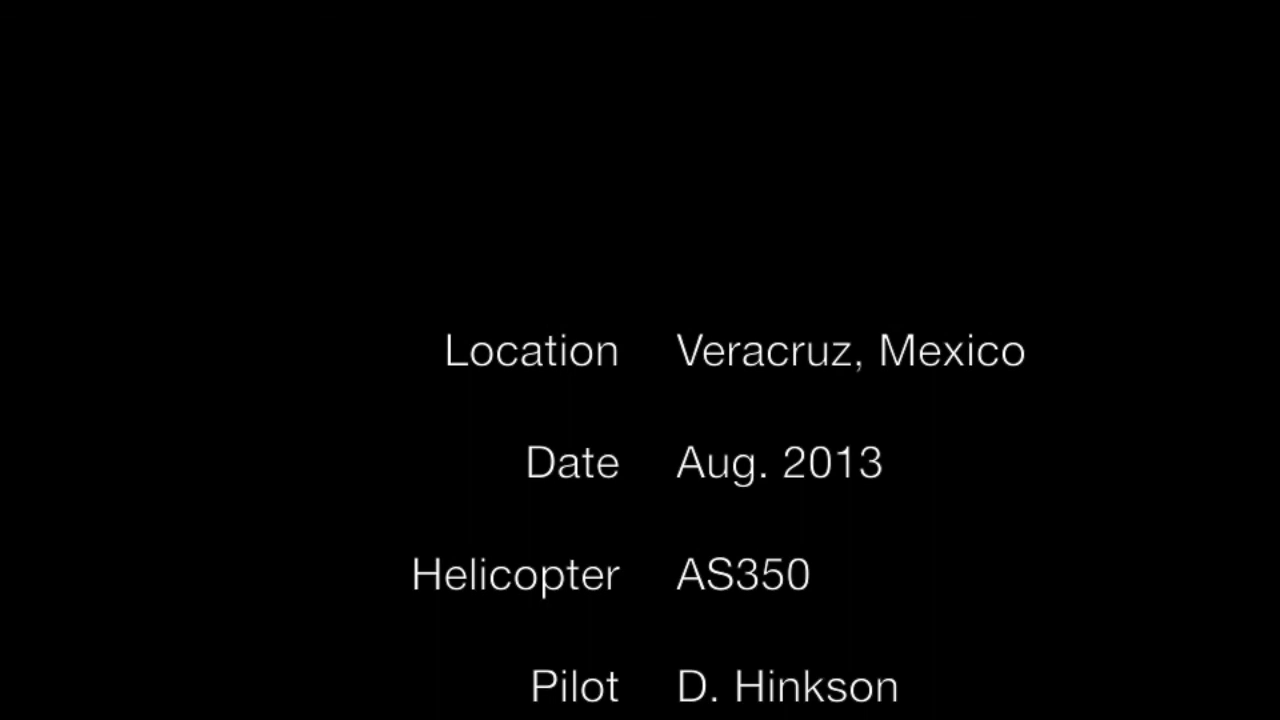 Location Veracruz, Mexico
Date Aug. 2013
Helicopter AS350
Pilot D. Hinkson